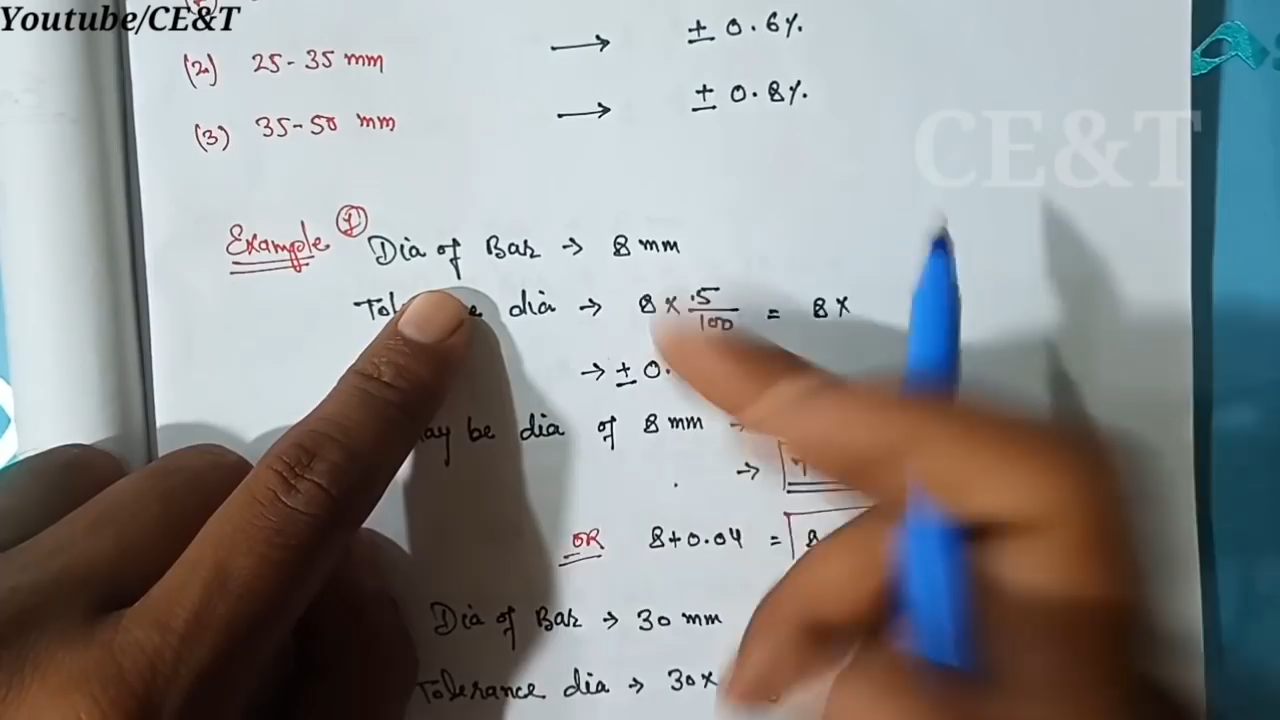 Youtube/CE&T
± 0.6%.
(2) 25-35 mm →
(3) 35-50 mm → ± 0.8%.
CE&T
Example ① Dia of Bar → 8 mm
dia → 8 × .5/100 = 8 ×
→ ± 0.
be dia of 8 mm →
→
OR 8+0.04 = 8
Dia of Bar → 30 mm
Tolerance dia → 30×